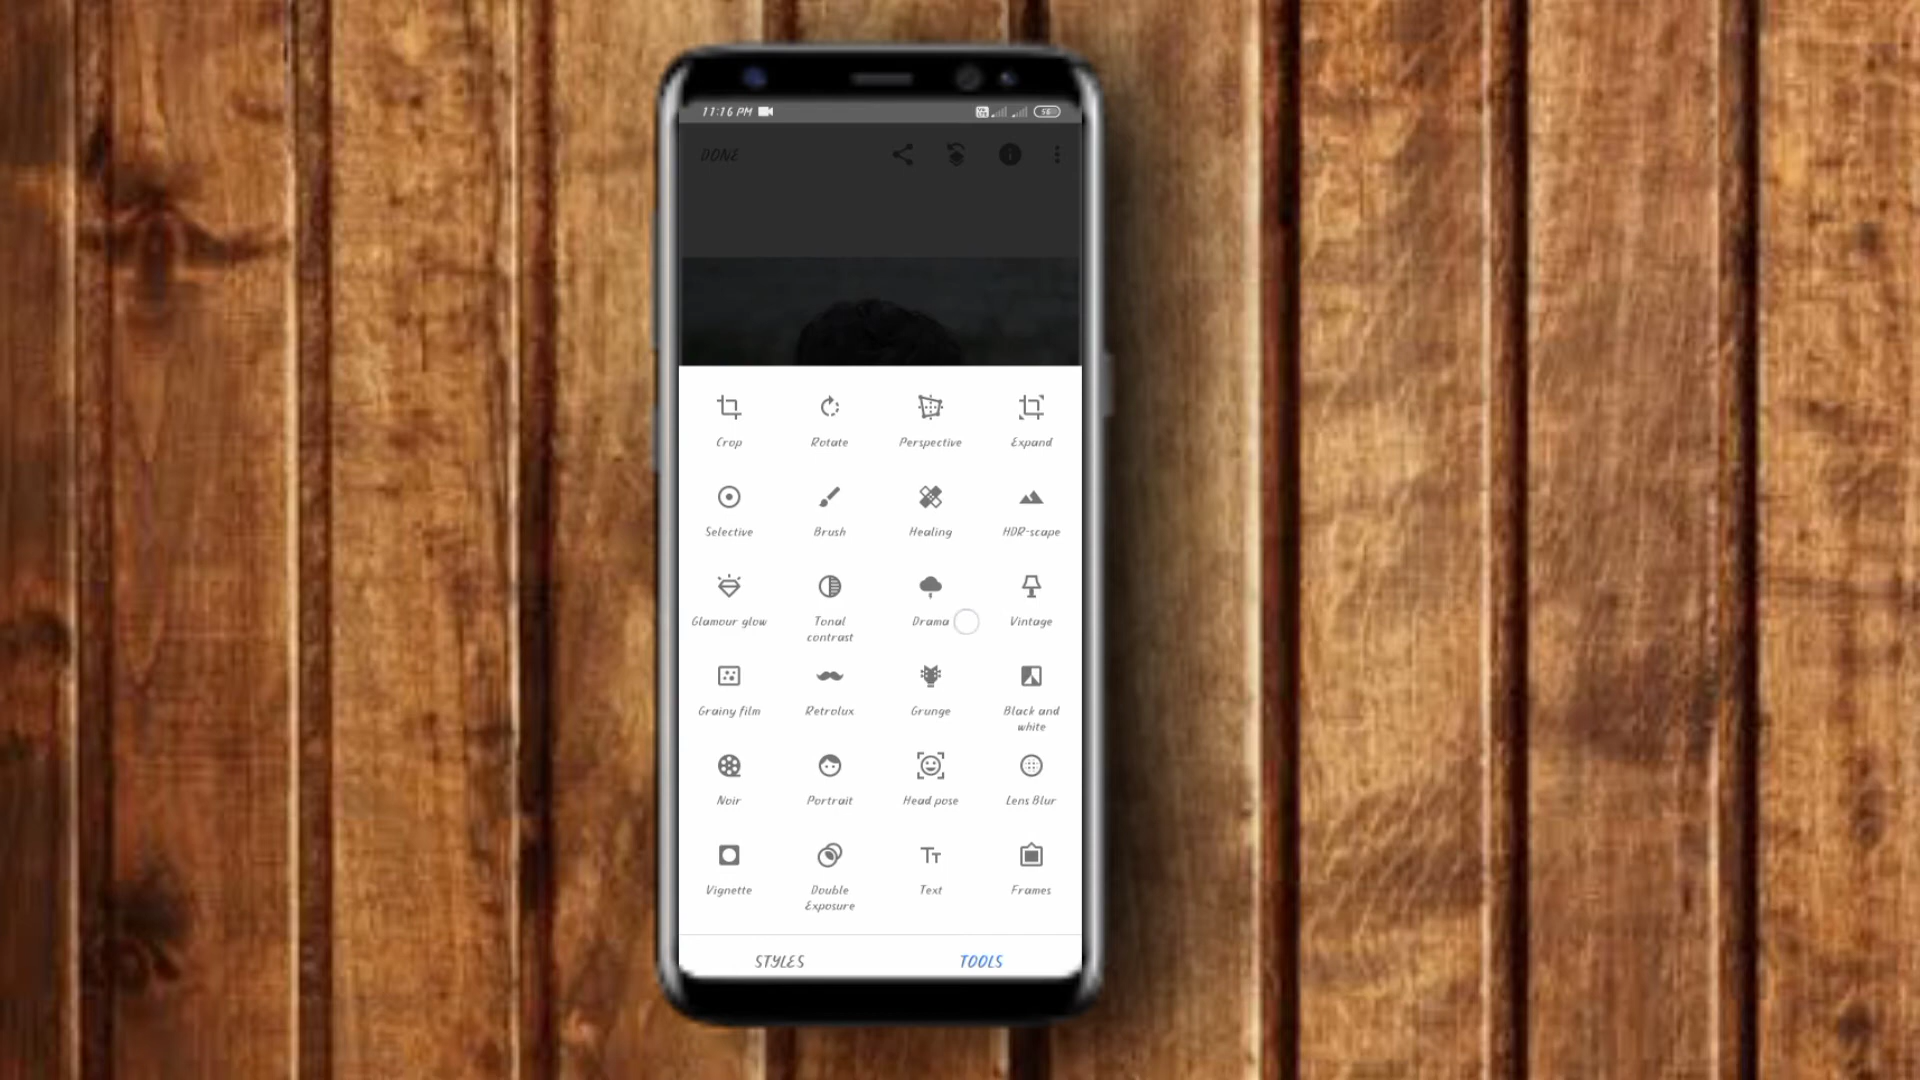 11:16 PM
56
DONE
Crop
Rotate
Perspective
Expand
Selective
Brush
Healing
HDR-scape
Glamour glow
Tonal
contrast
Drama
Vintage
Grainy film
Retrolux
Grunge
Black and
white
Noir
Portrait
Head pose
Lens Blur
Vignette
Double
Exposure
Text
Frames
STYLES
TOOLS